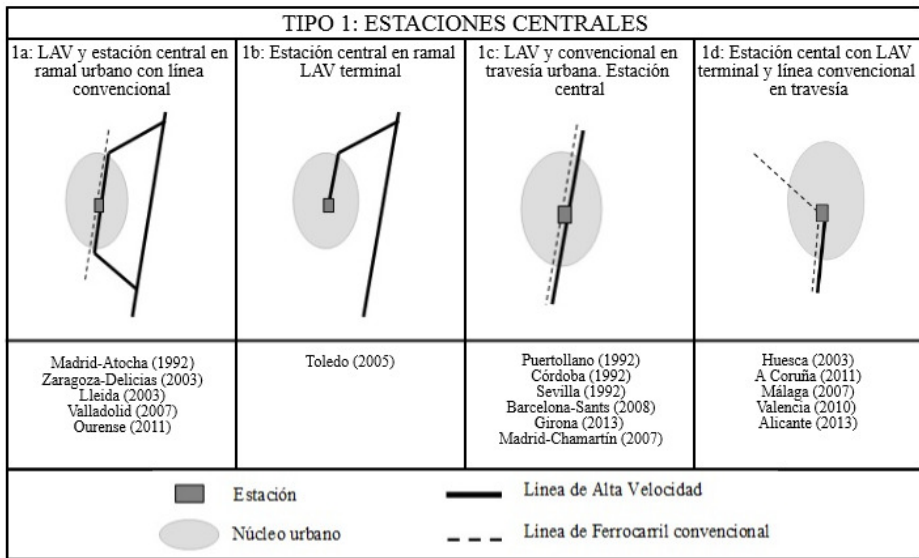 TIPO 1: ESTACIONES CENTRALES
1a: LAV y estación central en
ramal urbano con línea
convencional
1b: Estación central en ramal
LAV terminal
1c: LAV y convencional en
travesía urbana. Estación
central
1d: Estación cental con LAV
terminal y línea convencional
en travesía
Madrid-Atocha (1992)
Zaragoza-Delicias (2003)
Lleida (2003)
Valladolid (2007)
Ourense (2011)
Toledo (2005)
Puertollano (1992)
Córdoba (1992)
Sevilla (1992)
Barcelona-Sants (2008)
Girona (2013)
Madrid-Chamartín (2007)
Huesca (2003)
A Coruña (2011)
Málaga (2007)
Valencia (2010)
Alicante (2013)
Estación
Linea de Alta Velocidad
Núcleo urbano
Linea de Ferrocarril convencional